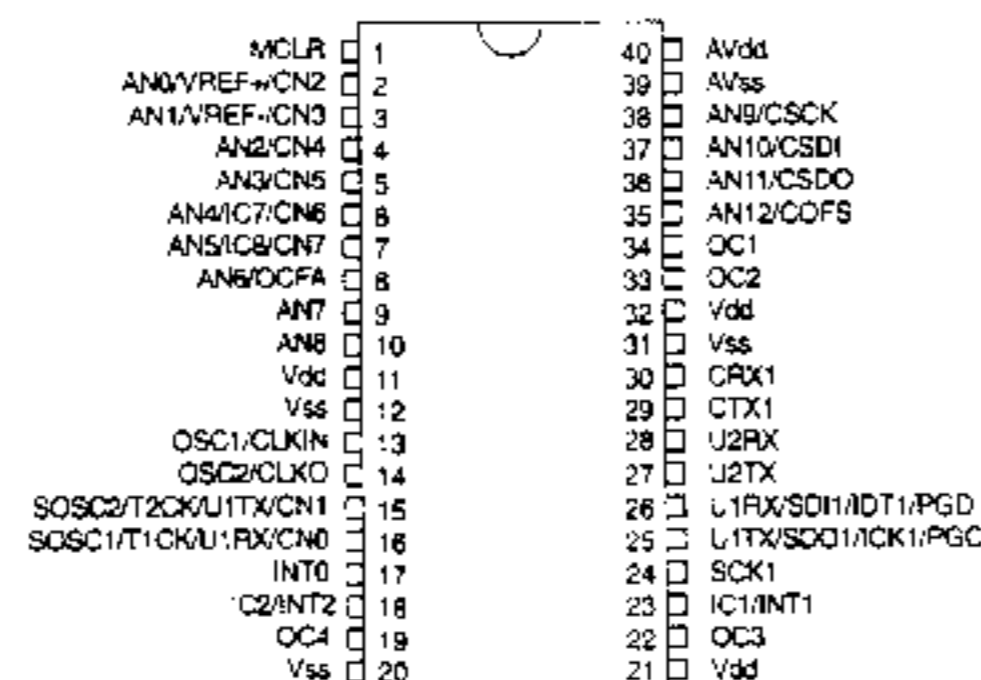 MCLR 1 40 AVdd
AN0/VREF+/CN2 2 39 AVss
AN1/VREF-/CN3 3 38 AN9/CSCK
AN2/CN4 4 37 AN10/CSDI
AN3/CN5 5 36 AN11/CSDO
AN4/IC7/CN6 6 35 AN12/COFS
AN5/IC8/CN7 7 34 OC1
AN6/OCFA 8 33 OC2
AN7 9 32 Vdd
AN8 10 31 Vss
Vdd 11 30 CRX1
Vss 12 29 CTX1
OSC1/CLKIN 13 28 U2RX
OSC2/CLKO 14 27 U2TX
SOSC2/T2CK/U1TX/CN1 15 26 U1RX/SDI1/IDT1/PGD
SOSC1/T1CK/U1RX/CN0 16 25 U1TX/SDO1/ICK1/PGC
INT0 17 24 SCK1
IC2/INT2 18 23 IC1/INT1
OC4 19 22 OC3
Vss 20 21 Vdd